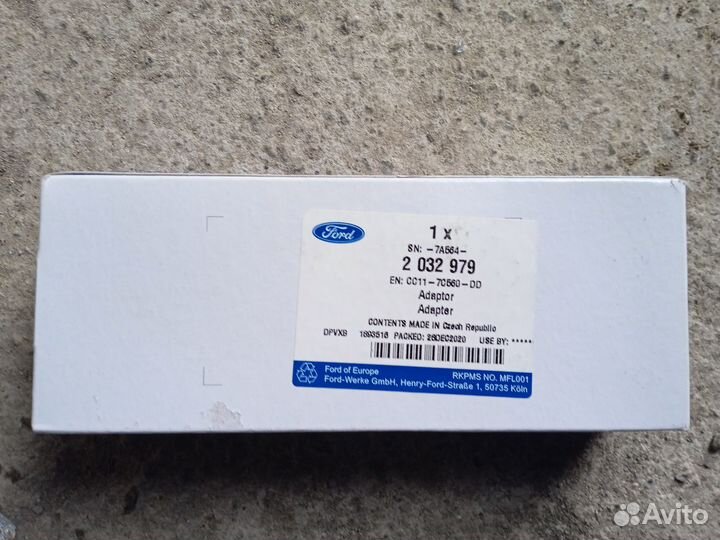 Ford
1 x
SN: -7A564-
2 032 979
EN: CC11-7C560-DD
Adaptor
Adapter
CONTENTS MADE IN Czech Republic
DPVXB 1893516 PACKED: 28DEC2020 USE BY: *****
Ford of Europe RKPMS NO. MFL001
Ford-Werke GmbH, Henry-Ford-Straße 1, 50735 Köln
Avito